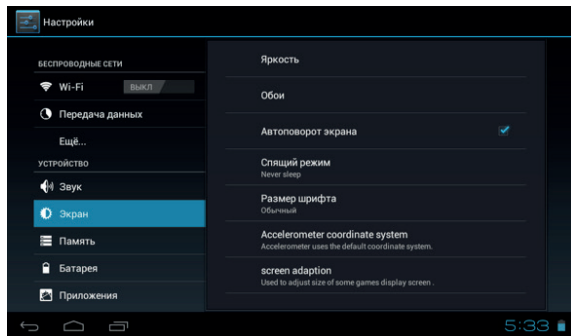 Настройки
БЕСПРОВОДНЫЕ СЕТИ
Wi-Fi ВЫКЛ
Передача данных
Ещё...
УСТРОЙСТВО
Звук
Экран
Память
Батарея
Приложения
Яркость
Обои
Автоповорот экрана
Спящий режим
Never sleep
Размер шрифта
Обычный
Accelerometer coordinate system
Accelerometer uses the default coordinate system.
screen adaption
Used to adjust size of some games display screen .
5:33